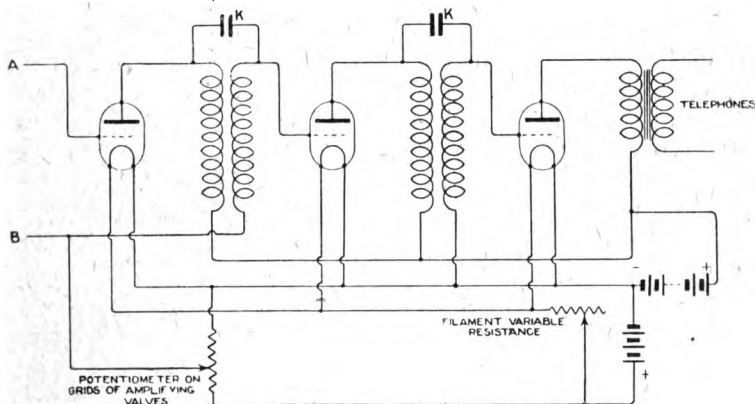 K
K
A
TELEPHONES
B
- +
FILAMENT VARIABLE
RESISTANCE
+
POTENTIOMETER ON
GRIDS OF AMPLIFYING
VALVES